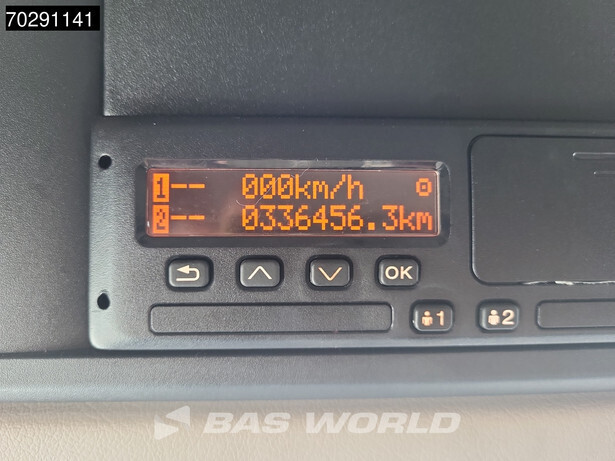 70291141
1-- 000km/h
2-- 0336456.3km
OK
1 2
BAS WORLD